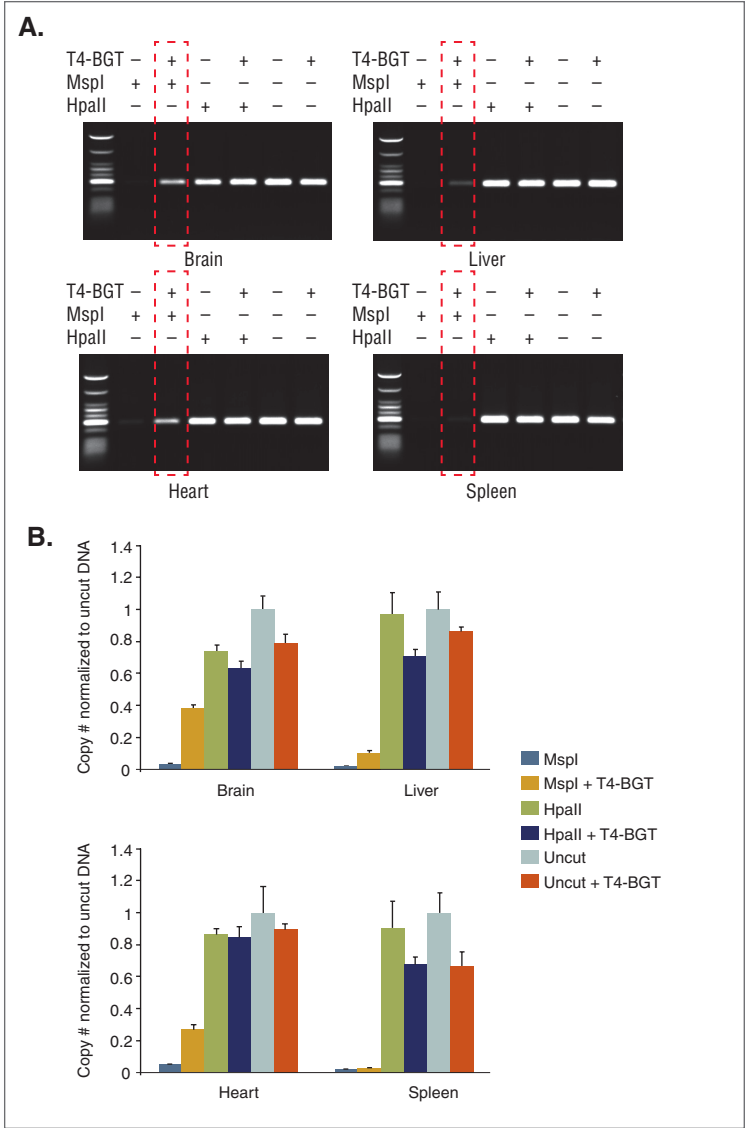 A.
T4-BGT – + – + – +
MspI + + – – – –
HpaII – – + + – –
Brain
T4-BGT – + – + – +
MspI + + – – – –
HpaII – – + + – –
Liver
T4-BGT – + – + – +
MspI + + – – – –
HpaII – – + + – –
Heart
T4-BGT – + – + – +
MspI + + – – – –
HpaII – – + + – –
Spleen
B.
Copy # normalized to uncut DNA
1.4
1.2
1
0.8
0.6
0.4
0.2
0
Brain
Liver
MspI
MspI + T4-BGT
HpaII
HpaII + T4-BGT
Uncut
Uncut + T4-BGT
Copy # normalized to uncut DNA
1.4
1.2
1
0.8
0.6
0.4
0.2
0
Heart
Spleen